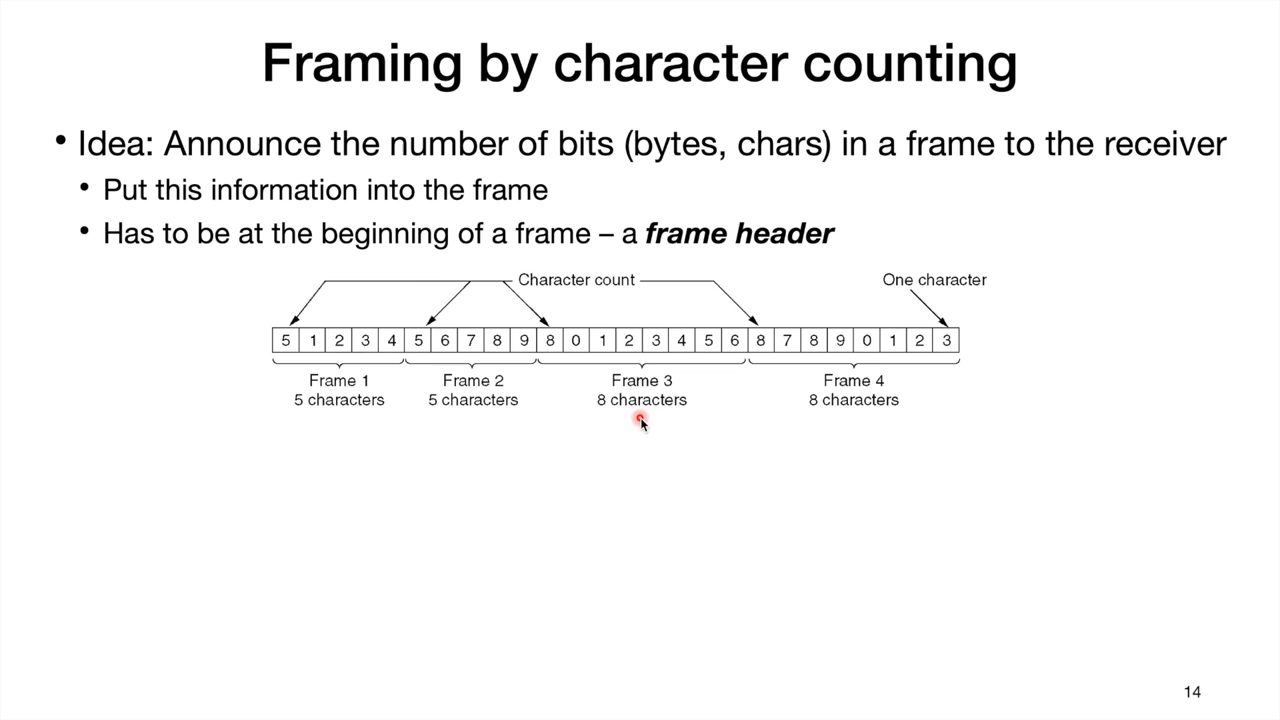 Framing by character counting
• Idea: Announce the number of bits (bytes, chars) in a frame to the receiver
• Put this information into the frame
• Has to be at the beginning of a frame – a frame header
Character count
One character
5 1 2 3 4 5 6 7 8 9 8 0 1 2 3 4 5 6 8 7 8 9 0 1 2 3
Frame 1 Frame 2 Frame 3 Frame 4
5 characters 5 characters 8 characters 8 characters
14